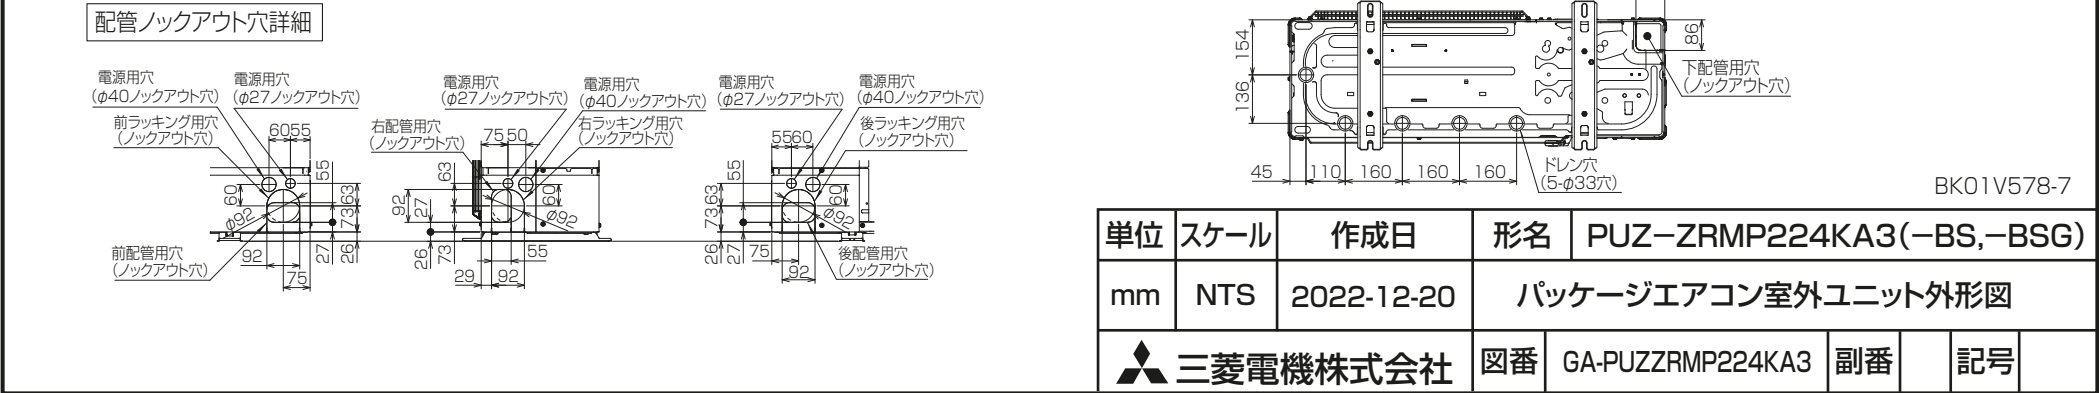 配管ノックアウト穴詳細
電源用穴
(φ40ノックアウト穴)
電源用穴
(φ27ノックアウト穴)
前ラッキング用穴
(ノックアウト穴)
60 55
55
63
60
73
φ92
27
26
92
75
前配管用穴
(ノックアウト穴)
電源用穴
(φ27ノックアウト穴)
電源用穴
(φ40ノックアウト穴)
右配管用穴
(ノックアウト穴)
右ラッキング用穴
(ノックアウト穴)
75 50
63
60
92
27
φ92
26
73
55
29
92
電源用穴
(φ27ノックアウト穴)
電源用穴
(φ40ノックアウト穴)
後ラッキング用穴
(ノックアウト穴)
55 60
55
63
60
73
φ92
26
27
75
92
後配管用穴
(ノックアウト穴)
154
136
86
下配管用穴
(ノックアウト穴)
45 110 160 160 160
ドレン穴
(5-φ33穴)
BK01V578-7
単位 スケール 作成日 形名 PUZ-ZRMP224KA3(-BS,-BSG)
mm NTS 2022-12-20 パッケージエアコン室外ユニット外形図
三菱電機株式会社 図番 GA-PUZZRMP224KA3 副番 記号